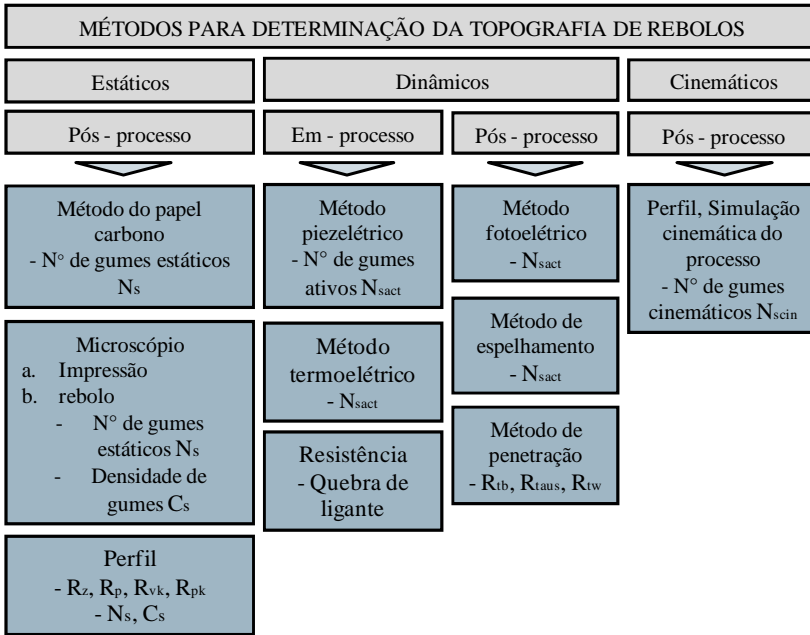 MÉTODOS PARA DETERMINAÇÃO DA TOPOGRAFIA DE REBOLOS
Estáticos
Dinâmicos
Cinemáticos
Pós - processo
Em - processo
Pós - processo
Pós - processo
Método do papel
carbono
- N° de gumes estáticos
Ns
Microscópio
a. Impressão
b. rebolo
- N° de gumes
estáticos Ns
- Densidade de
gumes Cs
Perfil
- Rz, Rp, Rvk, Rpk
- Ns, Cs
Método
piezelétrico
- N° de gumes
ativos Nsact
Método
termoelétrico
- Nsact
Resistência
- Quebra de
ligante
Método
fotoelétrico
- Nsact
Método de
espelhamento
- Nsact
Método de
penetração
- Rtb, Rtaus, Rtw
Perfil, Simulação
cinemática do
processo
- N° de gumes
cinemáticos Nscin